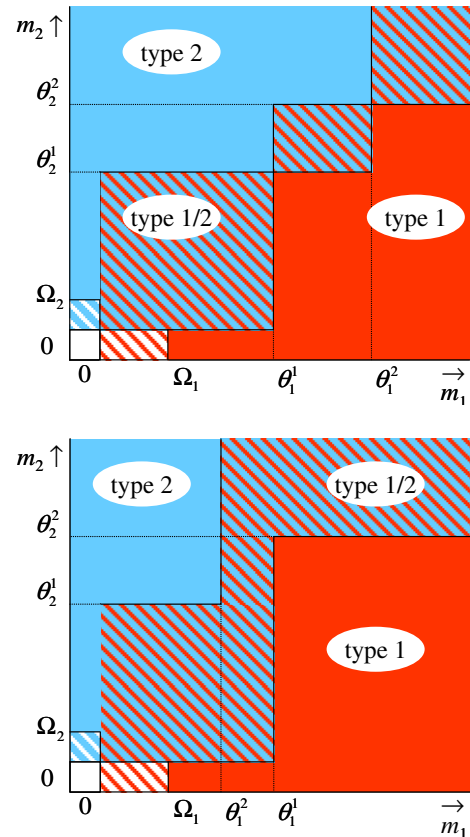 m₂ ↑
type 2
θ₂²
θ₂¹
type 1/2
type 1
Ω₂
0
0 Ω₁ θ₁¹ θ₁² m₁ →
m₂ ↑
type 2 type 1/2
θ₂²
θ₂¹
type 1
Ω₂
0
0 Ω₁ θ₁² θ₁¹ m₁ →